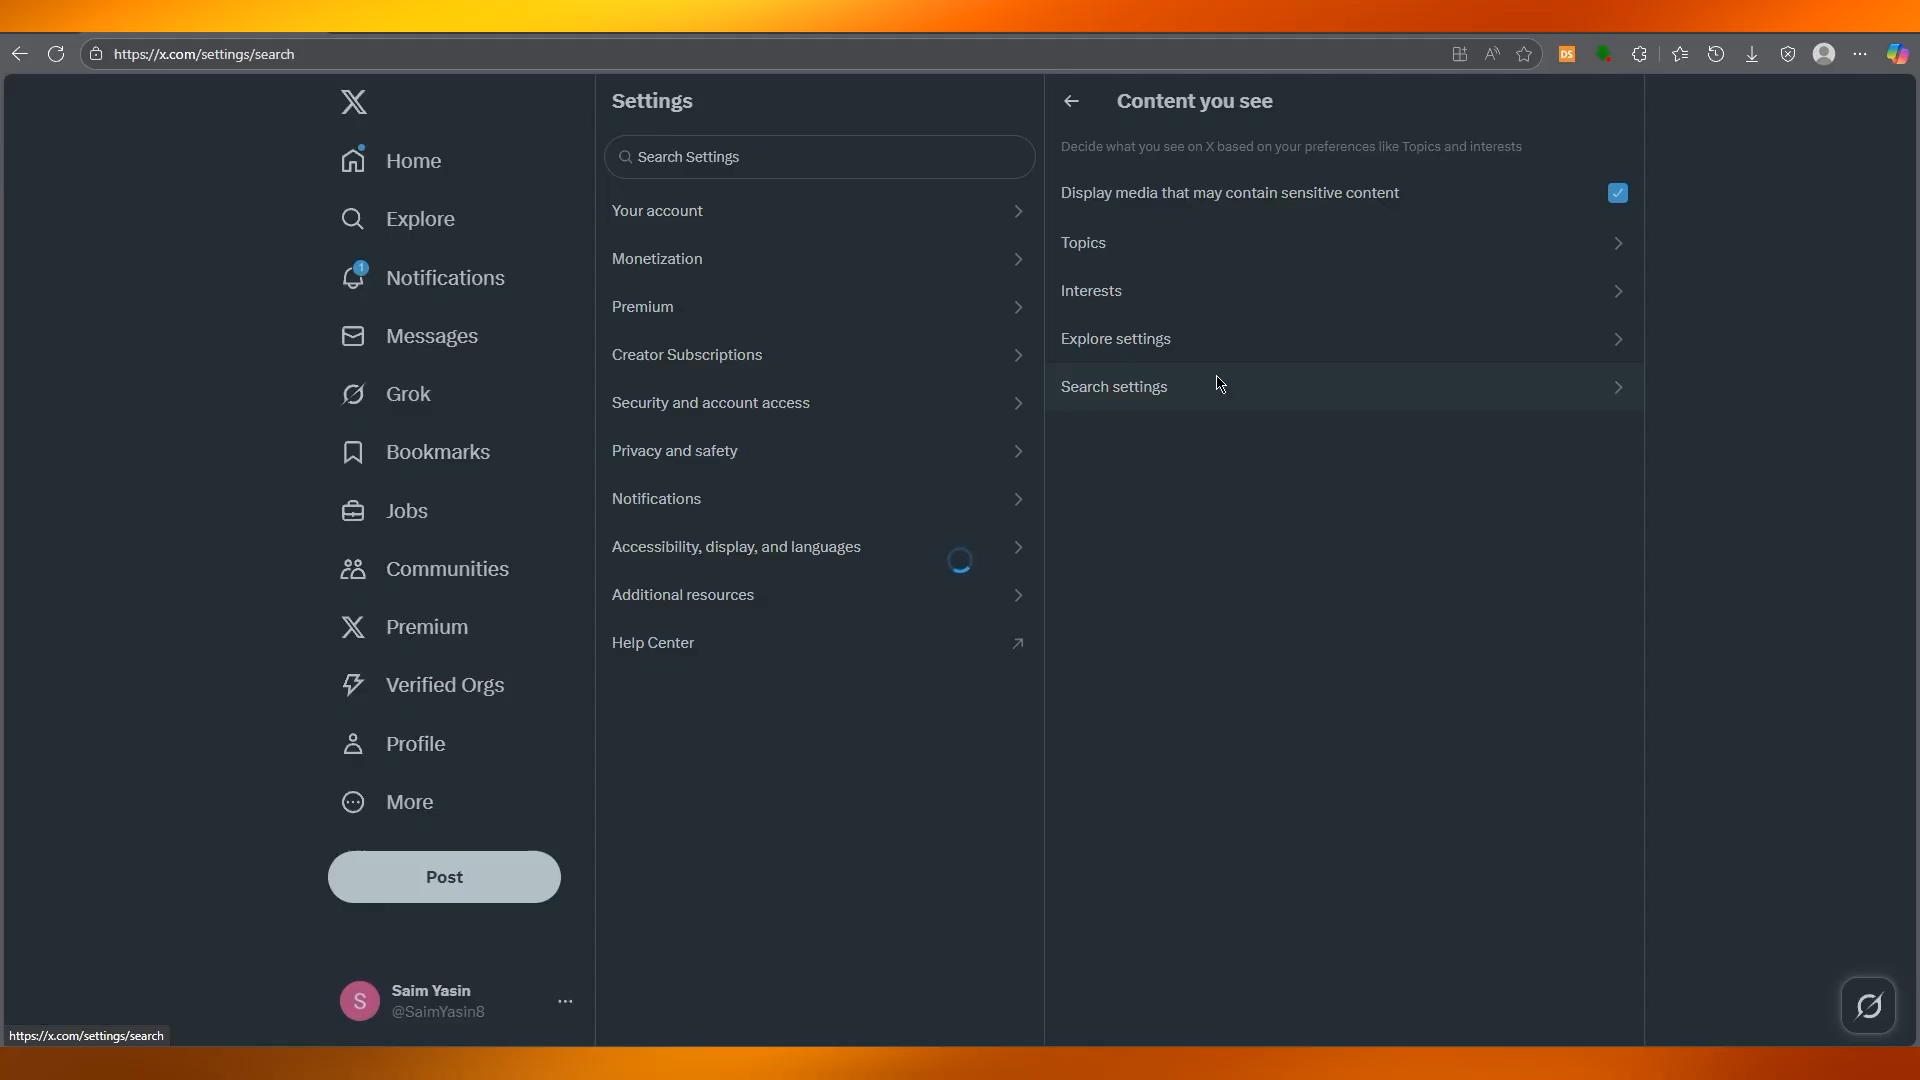 https://x.com/settings/search
DS
Home
Explore
1
Notifications
Messages
Grok
Bookmarks
Jobs
Communities
Premium
Verified Orgs
Profile
More
Post
S
Saim Yasin
@SaimYasin8
https://x.com/settings/search
Settings
Search Settings
Your account
Monetization
Premium
Creator Subscriptions
Security and account access
Privacy and safety
Notifications
Accessibility, display, and languages
Additional resources
Help Center
Content you see
Decide what you see on X based on your preferences like Topics and interests
Display media that may contain sensitive content
Topics
Interests
Explore settings
Search settings